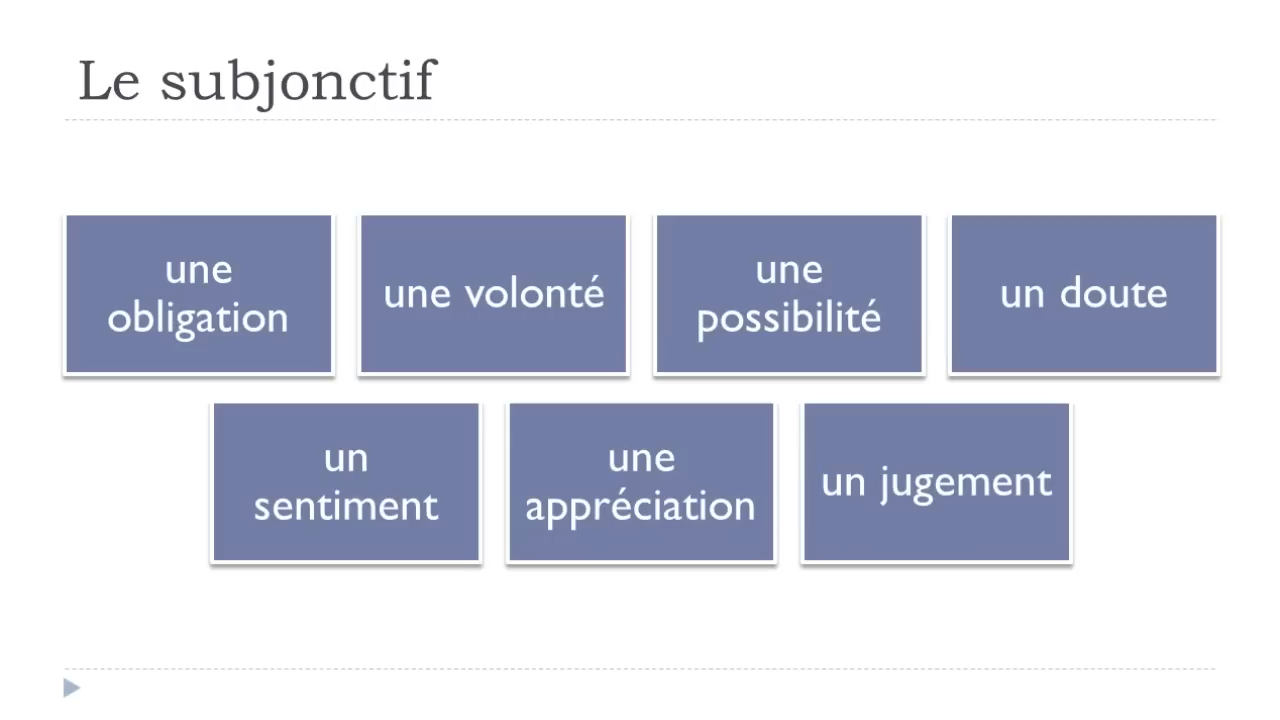 Le subjonctif
une
obligation
une volonté
une
possibilité
un doute
un
sentiment
une
appréciation
un jugement